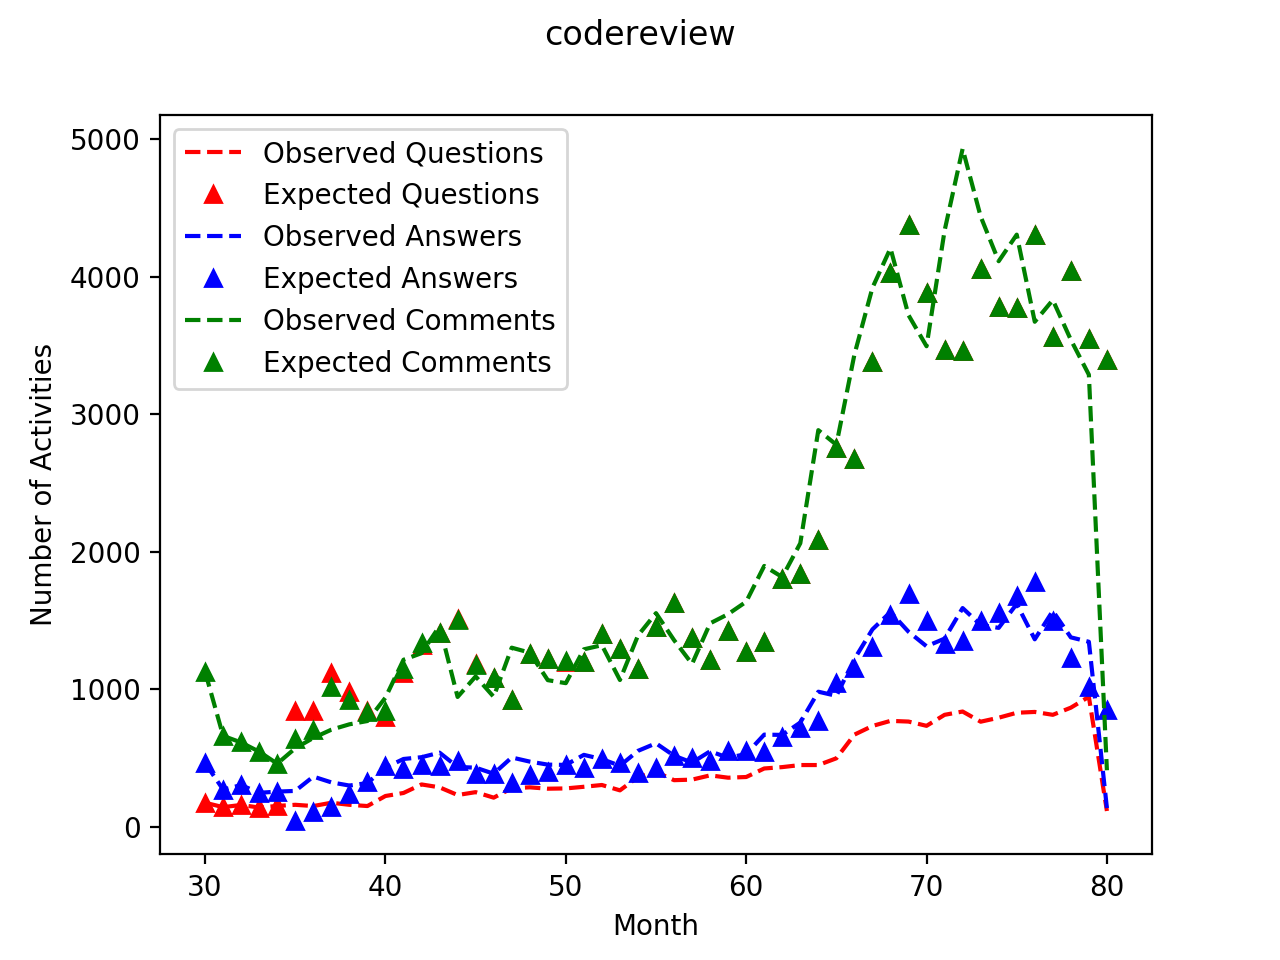 codereview
Number of Activities
5000
4000
3000
2000
1000
0
Observed Questions
Expected Questions
Observed Answers
Expected Answers
Observed Comments
Expected Comments
30 40 50 60 70 80
Month